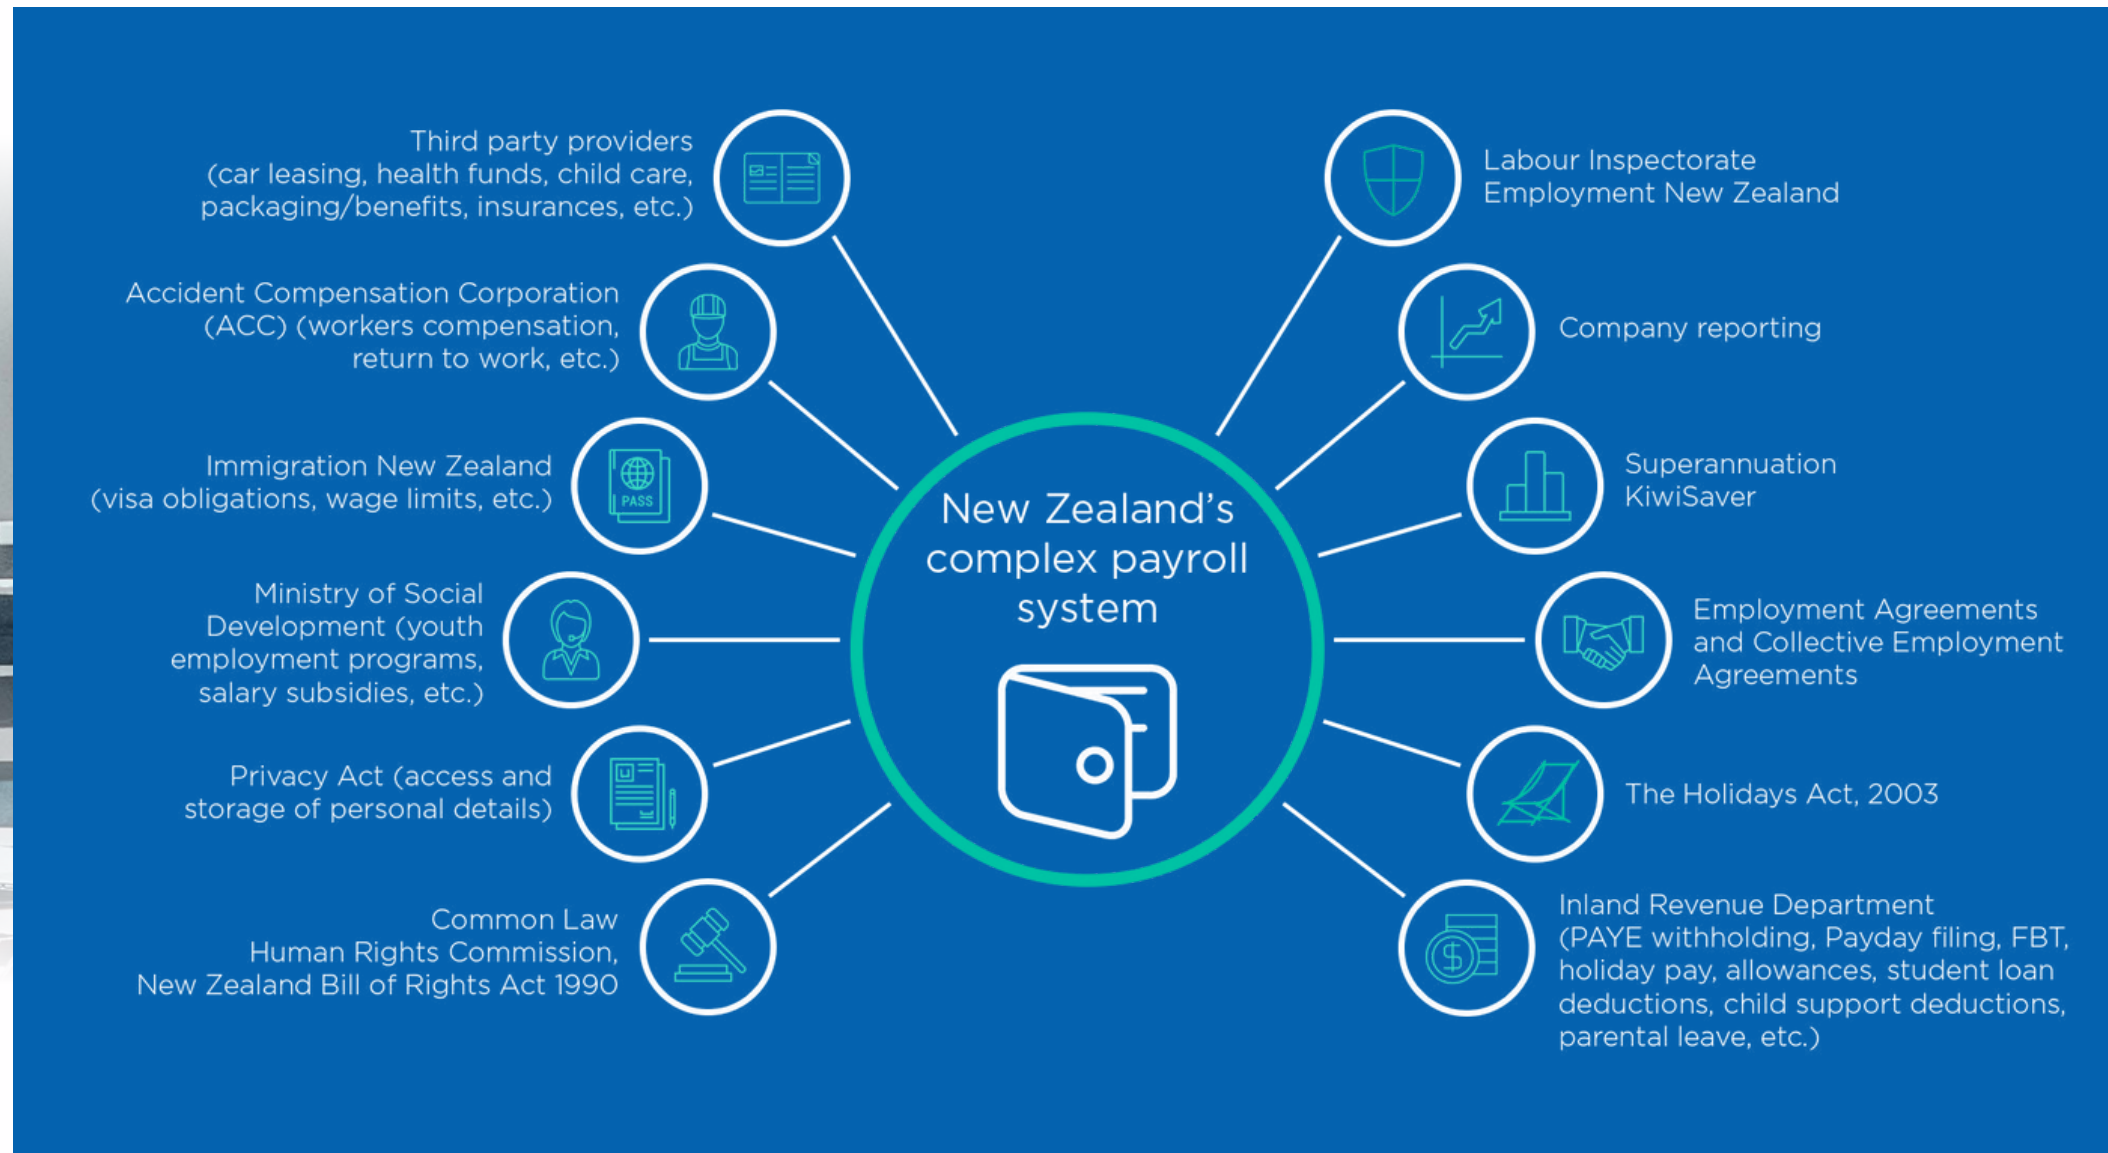 Third party providers
(car leasing, health funds, child care,
packaging/benefits, insurances, etc.)
Accident Compensation Corporation
(ACC) (workers compensation,
return to work, etc.)
Immigration New Zealand
(visa obligations, wage limits, etc.)
PASS
Ministry of Social
Development (youth
employment programs,
salary subsidies, etc.)
Privacy Act (access and
storage of personal details)
Common Law
Human Rights Commission,
New Zealand Bill of Rights Act 1990
New Zealand's
complex payroll
system
Labour Inspectorate
Employment New Zealand
Company reporting
Superannuation
KiwiSaver
Employment Agreements
and Collective Employment
Agreements
The Holidays Act, 2003
Inland Revenue Department
(PAYE withholding, Payday filing, FBT,
holiday pay, allowances, student loan
deductions, child support deductions,
parental leave, etc.)
$